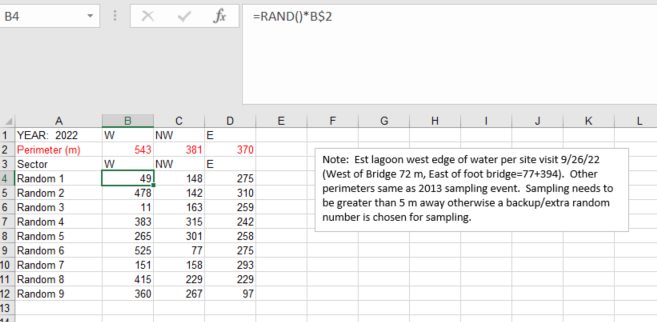 B4 fx =RAND()*B$2
A B C D E F G H I J K L
1 YEAR: 2022 W NW E
2 Perimeter (m) 543 381 370
3 Sector W NW E
4 Random 1 49 148 275
5 Random 2 478 142 310
6 Random 3 11 163 259
7 Random 4 383 315 242
8 Random 5 265 301 258
9 Random 6 525 77 275
10 Random 7 151 158 293
11 Random 8 415 229 229
12 Random 9 360 267 97
13
14
Note: Est lagoon west edge of water per site visit 9/26/22
(West of Bridge 72 m, East of foot bridge=77+394). Other
perimeters same as 2013 sampling event. Sampling needs to
be greater than 5 m away otherwise a backup/extra random
number is chosen for sampling.